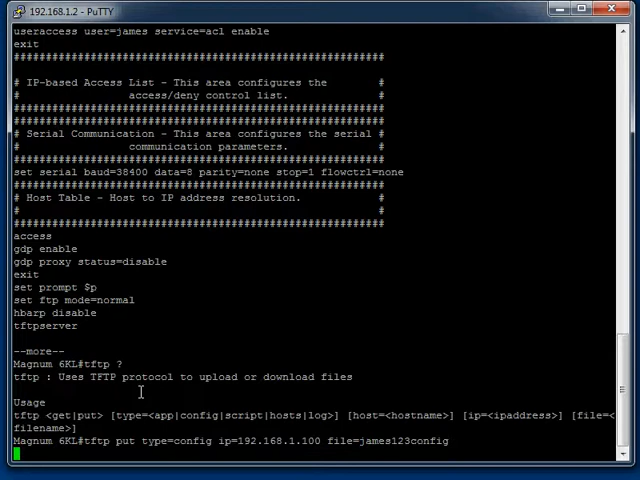 192.168.1.2 - PuTTY
useraccess user=james service=acl enable
exit
##########################################################
# IP-based Access List - This area configures the        #
#                 access/deny control list.              #
##########################################################
##########################################################
# Serial Communication - This area configures the serial #
#                 communication parameters.              #
##########################################################
set serial baud=38400 data=8 parity=none stop=1 flowctrl=none
##########################################################
# Host Table - Host to IP address resolution.            #
#                                                        #
##########################################################
access
gdp enable
gdp proxy status=disable
exit
set prompt $p
set ftp mode=normal
hbarp disable
tftpserver
--more--
Magnum 6KL#tftp ?
tftp : Uses TFTP protocol to upload or download files
Usage
tftp <get|put> [type=<app|config|script|hosts|log>] [host=<hostname>] [ip=<ipaddress>] [file=<
filename>]
Magnum 6KL#tftp put type=config ip=192.168.1.100 file=james123config